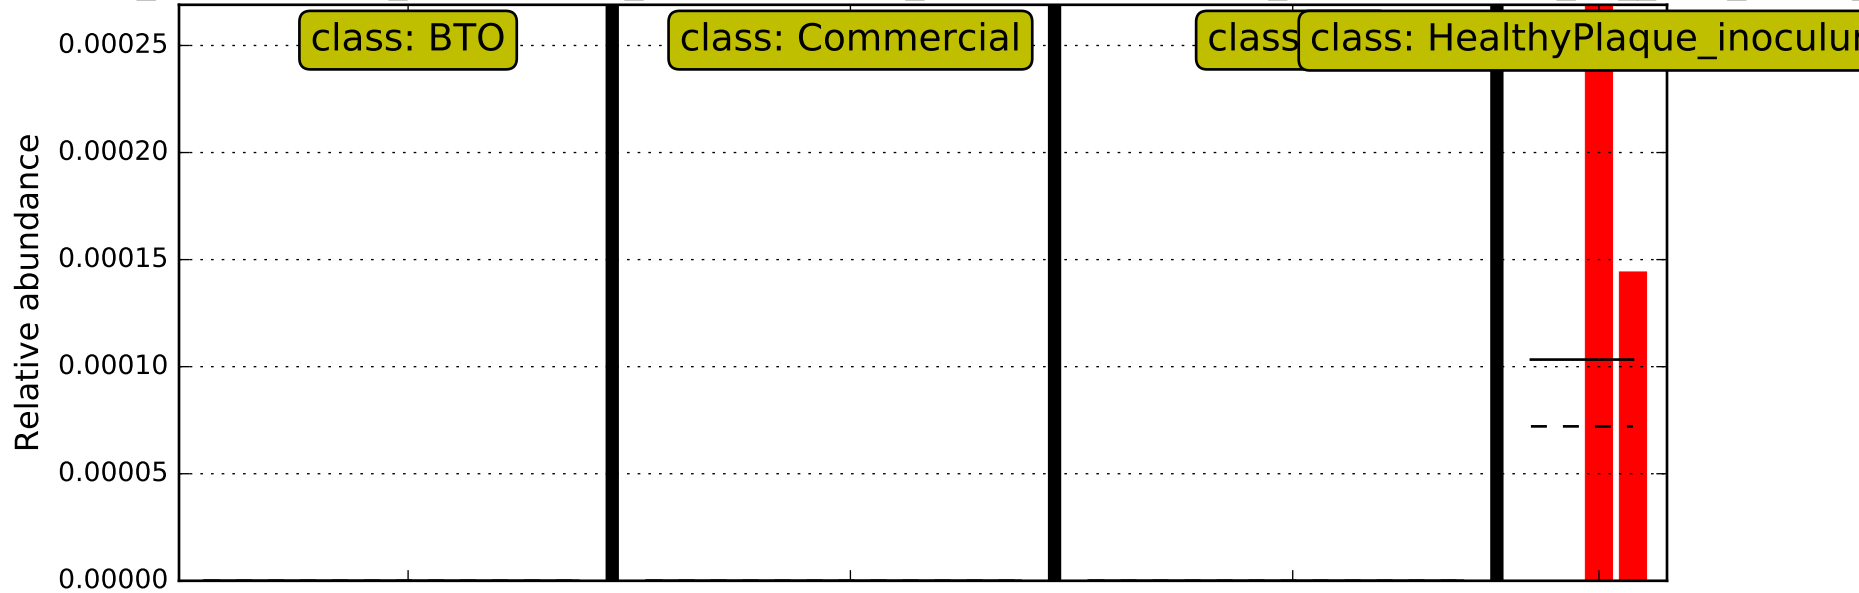 class: BTO
class: Commercial
class
class: HealthyPlaque_inoculu
0.00025
0.00020
0.00015
0.00010
0.00005
0.00000
Relative abundance